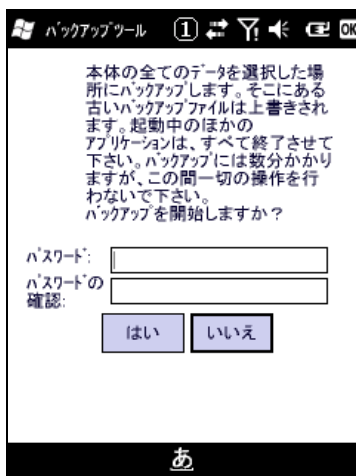 ﾊﾞｯｸｱｯﾌﾟﾂｰﾙ 1 OK
本体の全てのﾃﾞｰﾀを選択した場
所にﾊﾞｯｸｱｯﾌﾟします。そこにある
古いﾊﾞｯｸｱｯﾌﾟﾌｧｲﾙは上書きされ
ます。起動中のほかの
ｱﾌﾟﾘｹｰｼｮﾝは、すべて終了させて
下さい。ﾊﾞｯｸｱｯﾌﾟには数分かかり
ますが、この間一切の操作を行
わないで下さい。
ﾊﾞｯｸｱｯﾌﾟを開始しますか？
ﾊﾟｽﾜｰﾄﾞ:
ﾊﾟｽﾜｰﾄﾞの
確認:
はい いいえ
あ